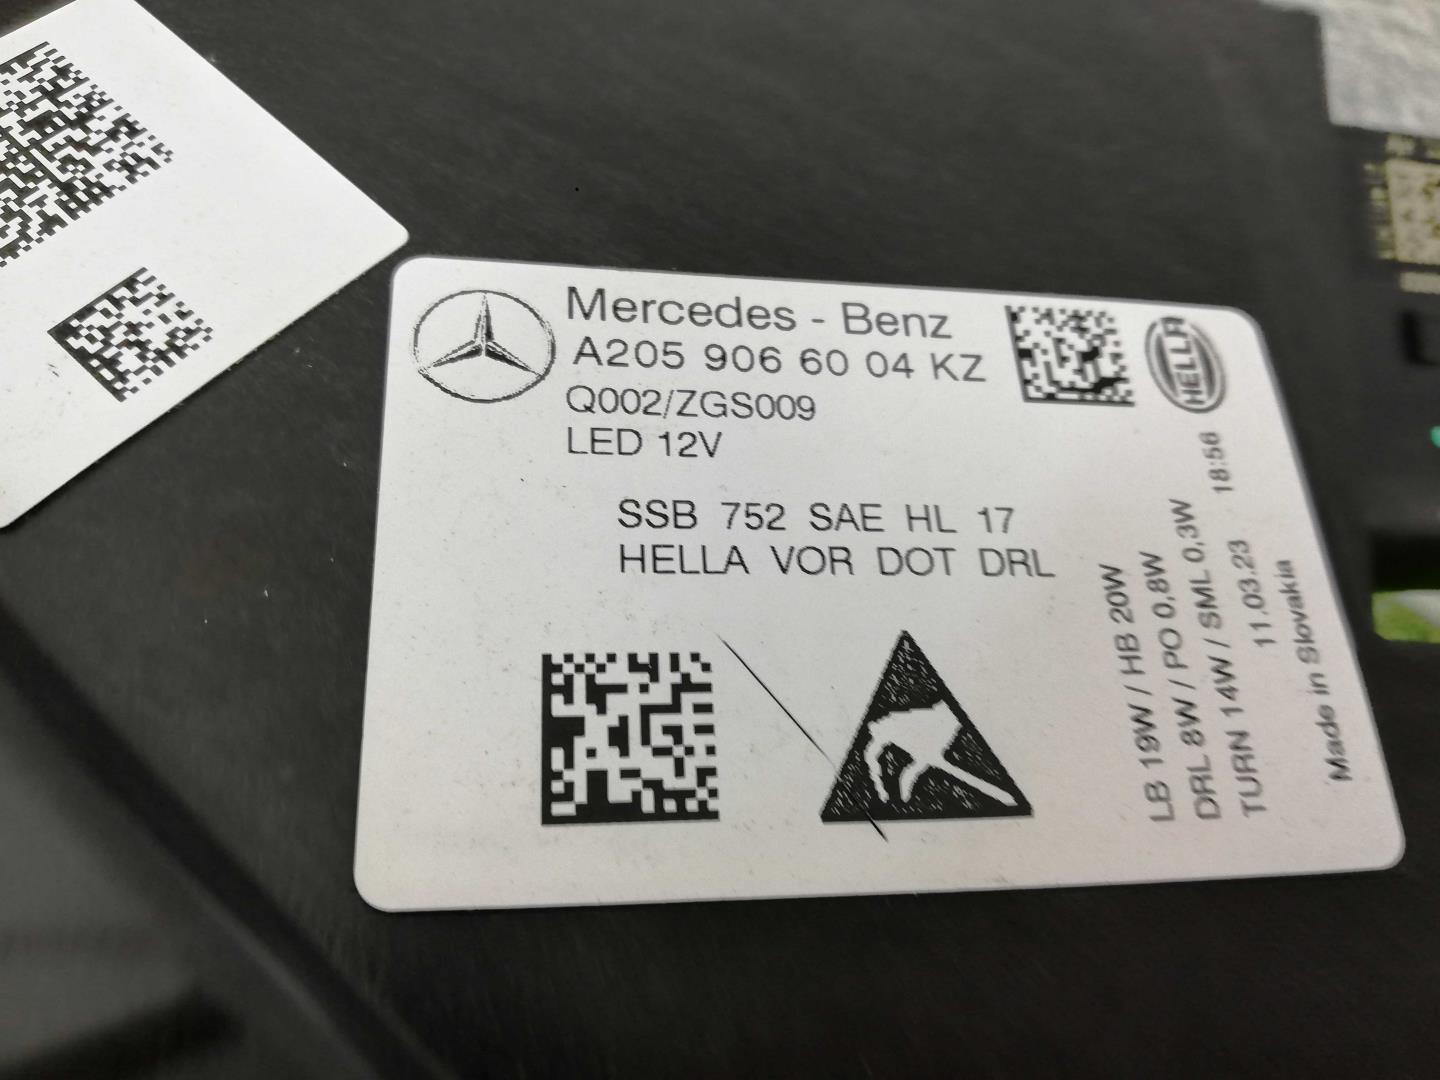 Mercedes - Benz
A205 906 60 04 KZ
Q002/ZGS009
LED 12V
HELLA
SSB 752 SAE HL 17
HELLA VOR DOT DRL
LB 19W / HB 20W
DRL 8W / PO 0,8W
TURN 14W / SML 0,3W
11.03.23 18:56
Made in Slovakia